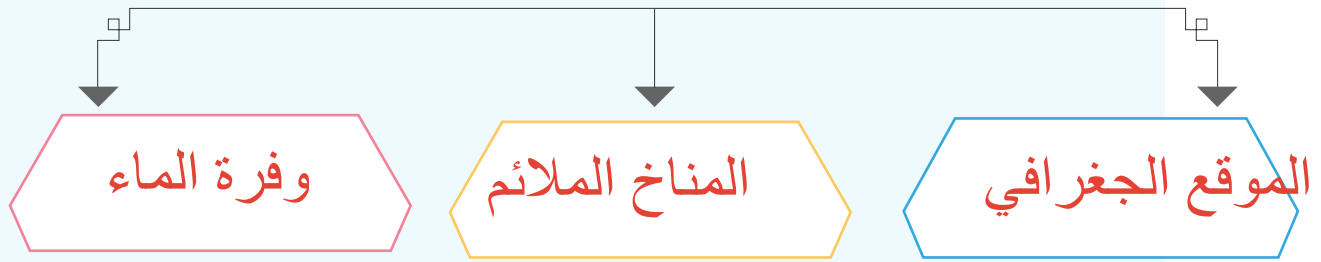 الموقع الجغرافي
المناخ الملائم
وفرة الماء